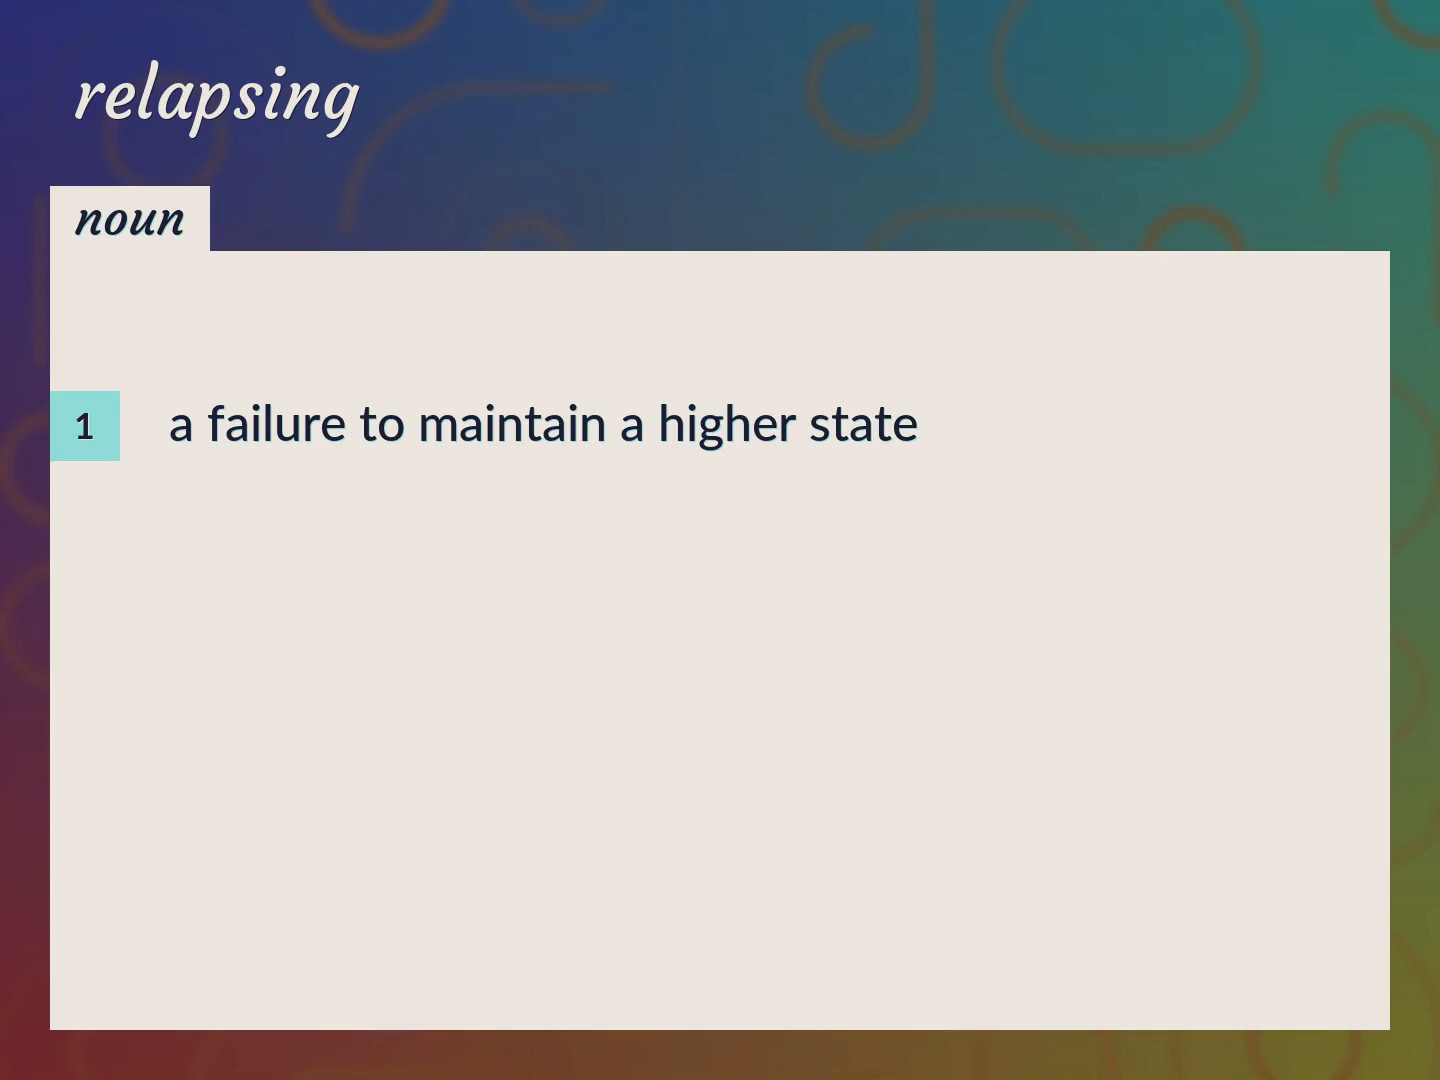 relapsing
noun
1 a failure to maintain a higher state